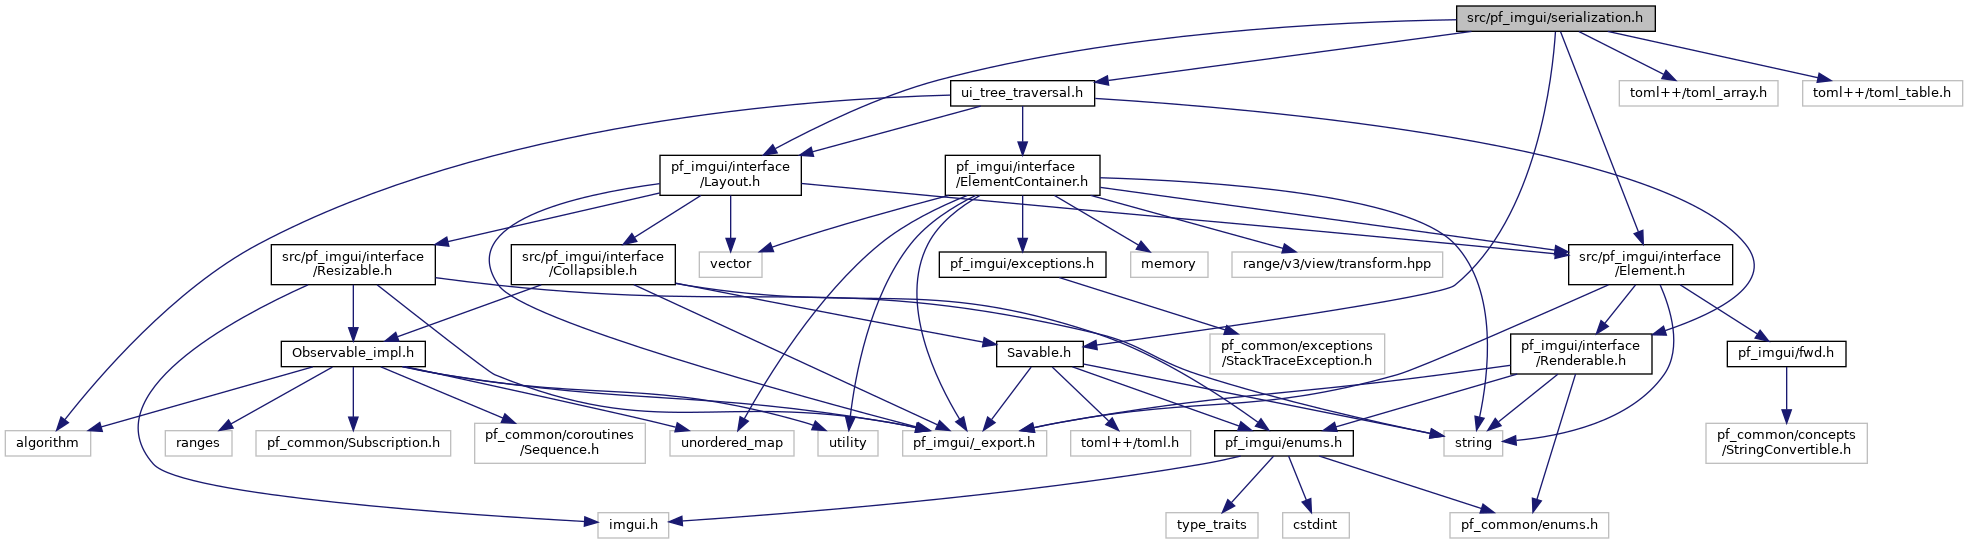 src/pf_imgui/serialization.h
ui_tree_traversal.h
toml++/toml_array.h
toml++/toml_table.h
pf_imgui/interface
/Layout.h
pf_imgui/interface
/ElementContainer.h
src/pf_imgui/interface
/Resizable.h
src/pf_imgui/interface
/Collapsible.h
vector
pf_imgui/exceptions.h
memory
range/v3/view/transform.hpp
src/pf_imgui/interface
/Element.h
Observable_impl.h
Savable.h
pf_common/exceptions
/StackTraceException.h
pf_imgui/interface
/Renderable.h
pf_imgui/fwd.h
algorithm
ranges
pf_common/Subscription.h
pf_common/coroutines
/Sequence.h
unordered_map
utility
pf_imgui/_export.h
toml++/toml.h
pf_imgui/enums.h
string
pf_common/concepts
/StringConvertible.h
imgui.h
type_traits
cstdint
pf_common/enums.h